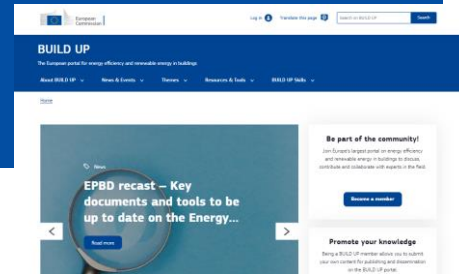 European
Commission
Log in
Translate this page
Search on BUILD UP
Search
BUILD UP
The European portal for energy efficiency and renewable energy in buildings
About BUILD UP
News & Events
Themes
Resources & Tools
BUILD UP Skills
Home
News
EPBD recast – Key
documents and tools to be
up to date on the Energy...
Read more
Be part of the community!
Join Europe's largest portal on energy efficiency
and renewable energy in buildings to discuss,
contribute and collaborate with experts in the field.
Become a member
Promote your knowledge
Being a BUILD UP member allows you to submit
your own content for publishing and dissemination
on the BUILD UP portal.